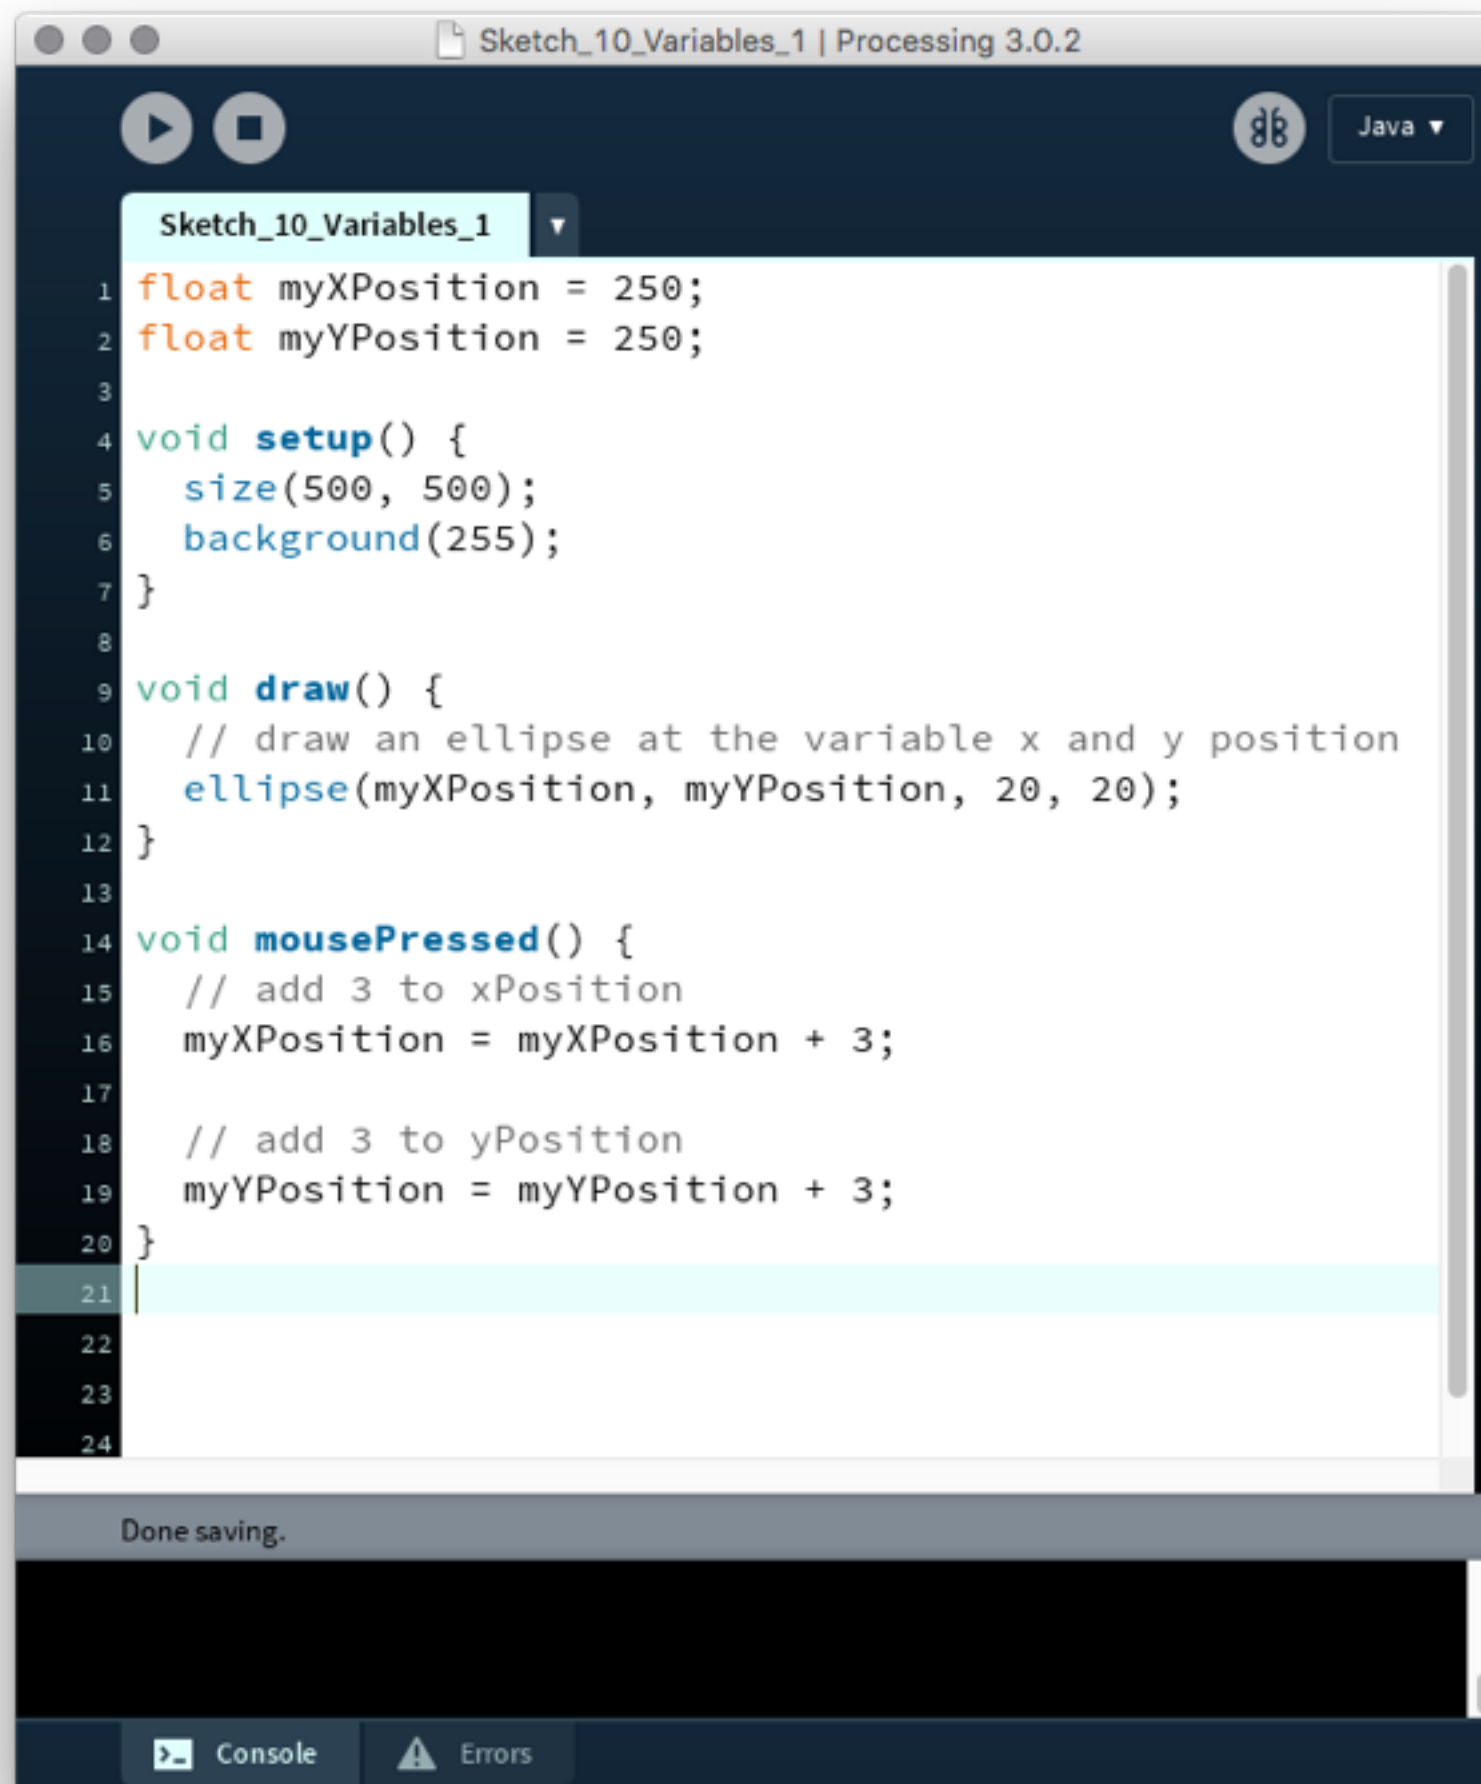 Sketch_10_Variables_1 | Processing 3.0.2
Java ▼
Sketch_10_Variables_1 ▼
1 float myXPosition = 250;
2 float myYPosition = 250;
3
4 void setup() {
5   size(500, 500);
6   background(255);
7 }
8
9 void draw() {
10   // draw an ellipse at the variable x and y position
11   ellipse(myXPosition, myYPosition, 20, 20);
12 }
13
14 void mousePressed() {
15   // add 3 to xPosition
16   myXPosition = myXPosition + 3;
17
18   // add 3 to yPosition
19   myYPosition = myYPosition + 3;
20 }
21
22
23
24
Done saving.
Console Errors